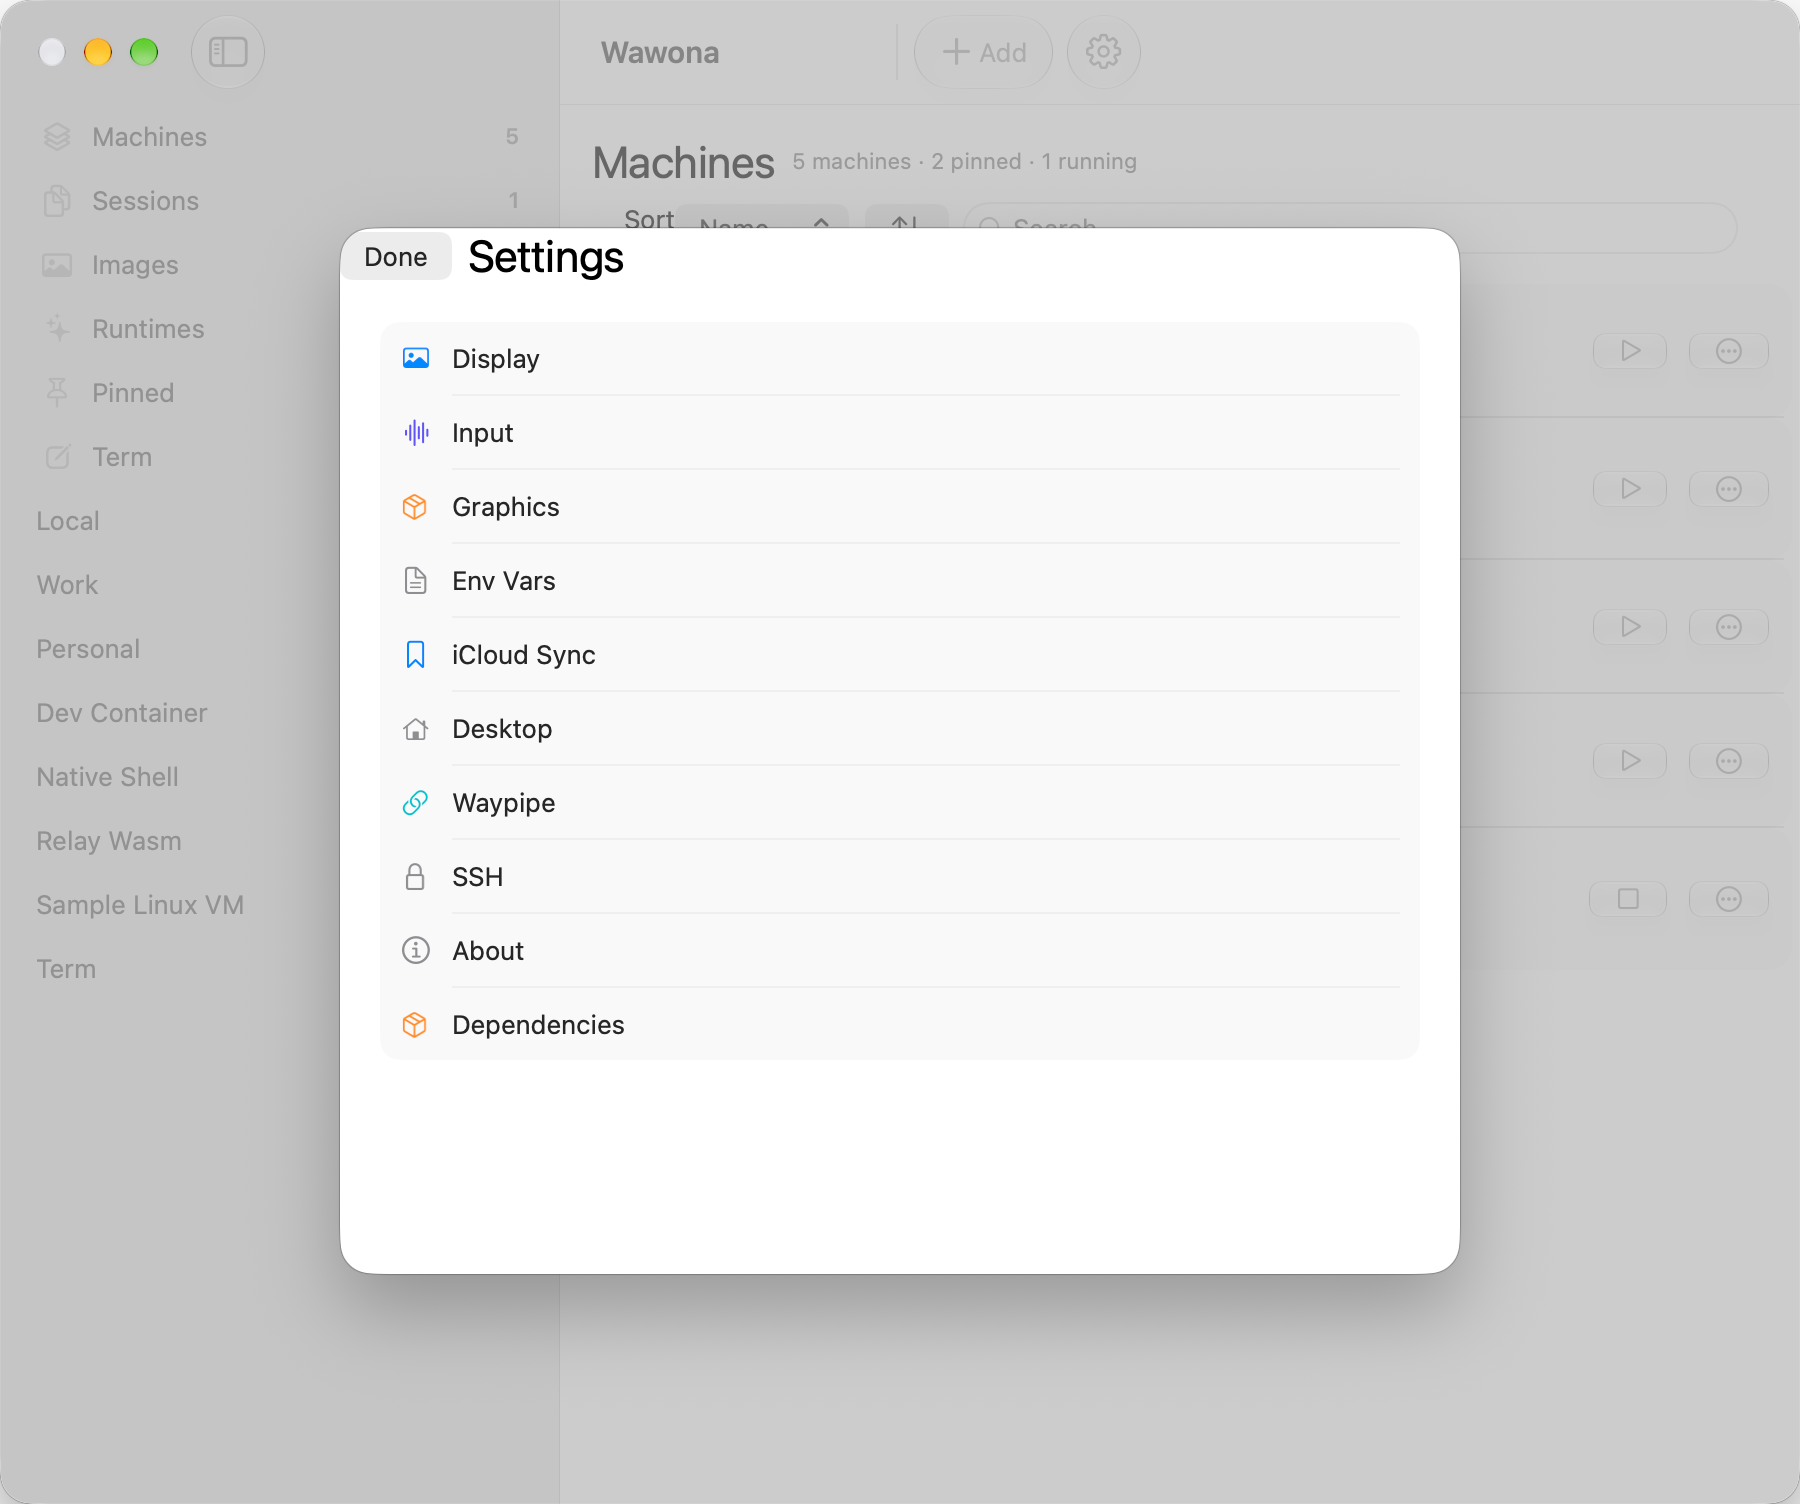 Wawona
Add
Machines 5
Sessions 1
Images
Runtimes
Pinned
Term
Local
Work
Personal
Dev Container
Native Shell
Relay Wasm
Sample Linux VM
Term
Machines 5 machines · 2 pinned · 1 running
Sort Name Search
Done Settings
Display
Input
Graphics
Env Vars
iCloud Sync
Desktop
Waypipe
SSH
About
Dependencies